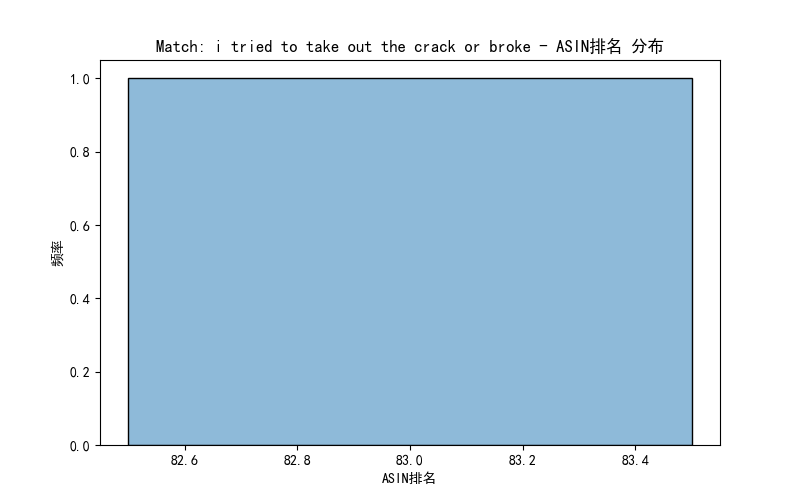 Match: i tried to take out the crack or broke - ASIN排名 分布
1.0
0.8
0.6
0.4
0.2
0.0
频率
82.6 82.8 83.0 83.2 83.4
ASIN排名